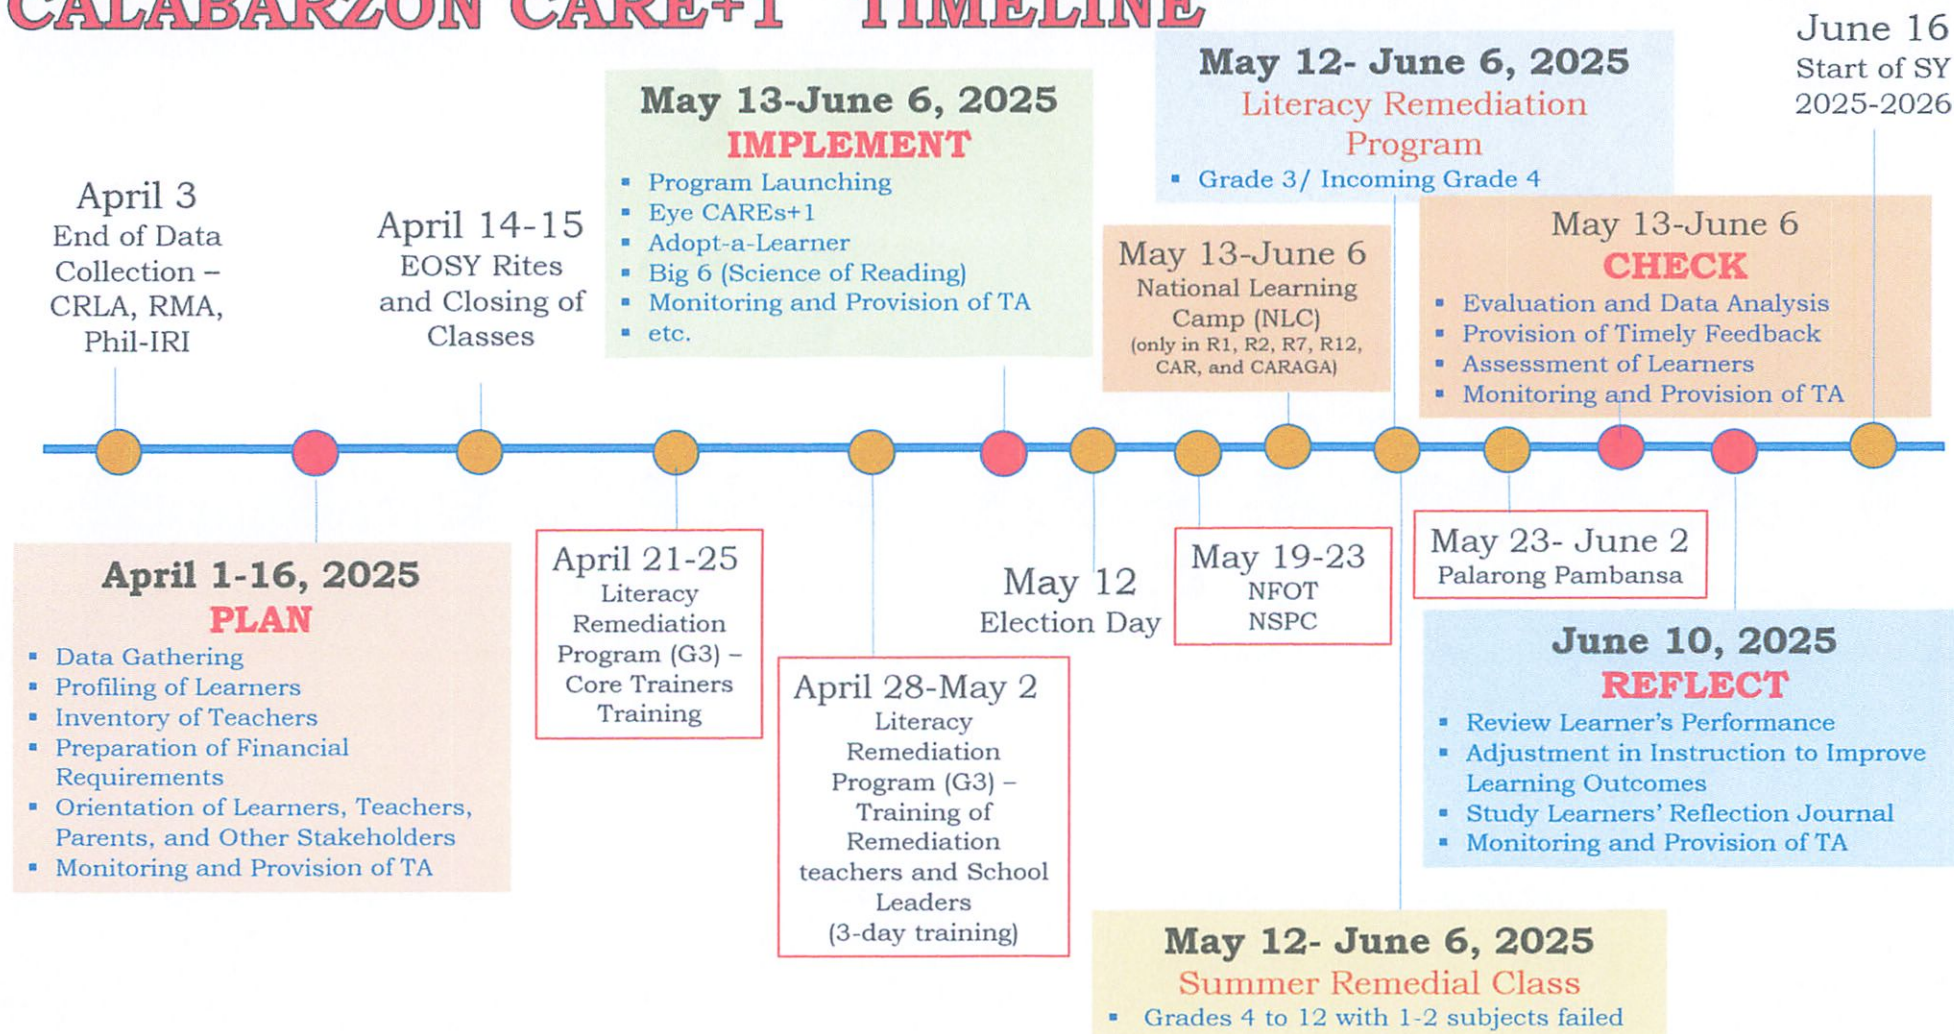 CALABARZON CARE+1 TIMELINE
April 3
End of Data
Collection –
CRLA, RMA,
Phil-IRI
April 14-15
EOSY Rites
and Closing of
Classes
May 13-June 6, 2025
IMPLEMENT
▪ Program Launching
▪ Eye CAREs+1
▪ Adopt-a-Learner
▪ Big 6 (Science of Reading)
▪ Monitoring and Provision of TA
▪ etc.
May 13-June 6
National Learning
Camp (NLC)
(only in R1, R2, R7, R12,
CAR, and CARAGA)
May 12- June 6, 2025
Literacy Remediation
Program
▪ Grade 3/ Incoming Grade 4
May 13-June 6
CHECK
▪ Evaluation and Data Analysis
▪ Provision of Timely Feedback
▪ Assessment of Learners
▪ Monitoring and Provision of TA
June 16
Start of SY
2025-2026
April 1-16, 2025
PLAN
▪ Data Gathering
▪ Profiling of Learners
▪ Inventory of Teachers
▪ Preparation of Financial
Requirements
▪ Orientation of Learners, Teachers,
Parents, and Other Stakeholders
▪ Monitoring and Provision of TA
April 21-25
Literacy
Remediation
Program (G3) –
Core Trainers
Training
April 28-May 2
Literacy
Remediation
Program (G3) –
Training of
Remediation
teachers and School
Leaders
(3-day training)
May 12
Election Day
May 19-23
NFOT
NSPC
May 23- June 2
Palarong Pambansa
June 10, 2025
REFLECT
▪ Review Learner's Performance
▪ Adjustment in Instruction to Improve
Learning Outcomes
▪ Study Learners' Reflection Journal
▪ Monitoring and Provision of TA
May 12- June 6, 2025
Summer Remedial Class
▪ Grades 4 to 12 with 1-2 subjects failed